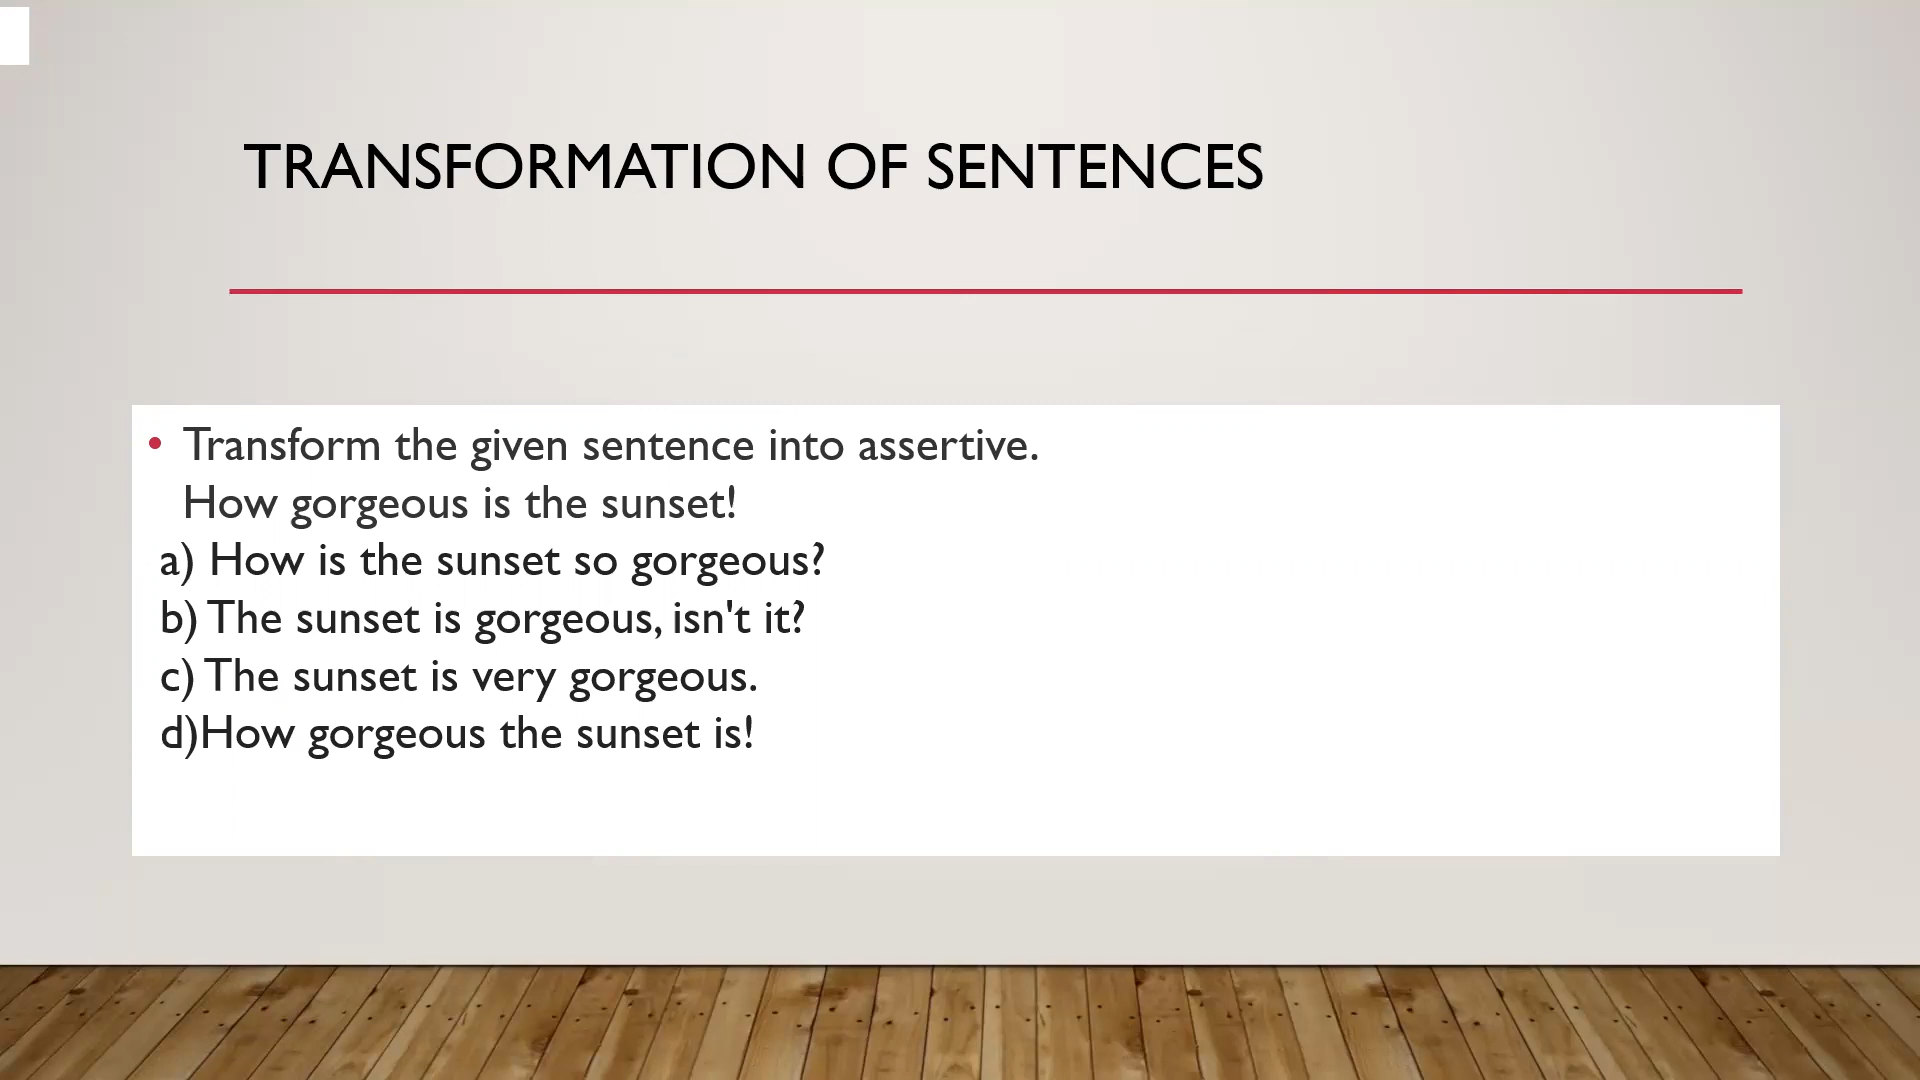 TRANSFORMATION OF SENTENCES
• Transform the given sentence into assertive.
How gorgeous is the sunset!
a) How is the sunset so gorgeous?
b) The sunset is gorgeous, isn't it?
c) The sunset is very gorgeous.
d)How gorgeous the sunset is!